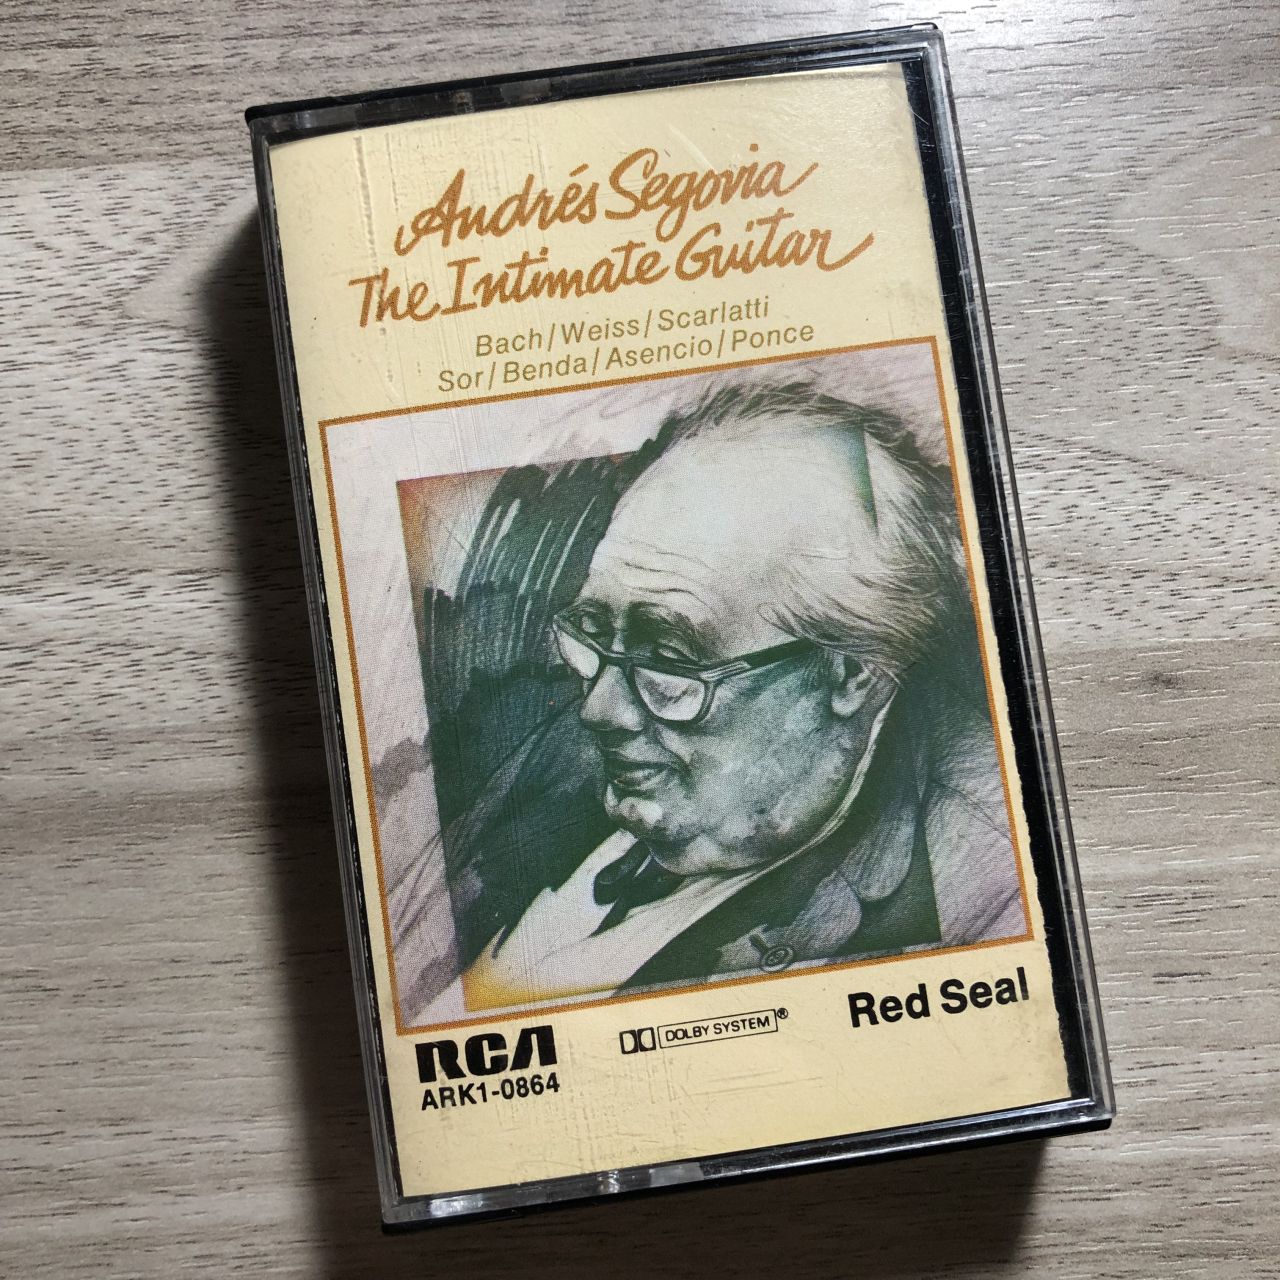 Andrés Segovia
The Intimate Guitar
Bach/Weiss/Scarlatti
Sor/Benda/Asencio/Ponce
RCA
ARK1-0864
DOLBY SYSTEM®
Red Seal